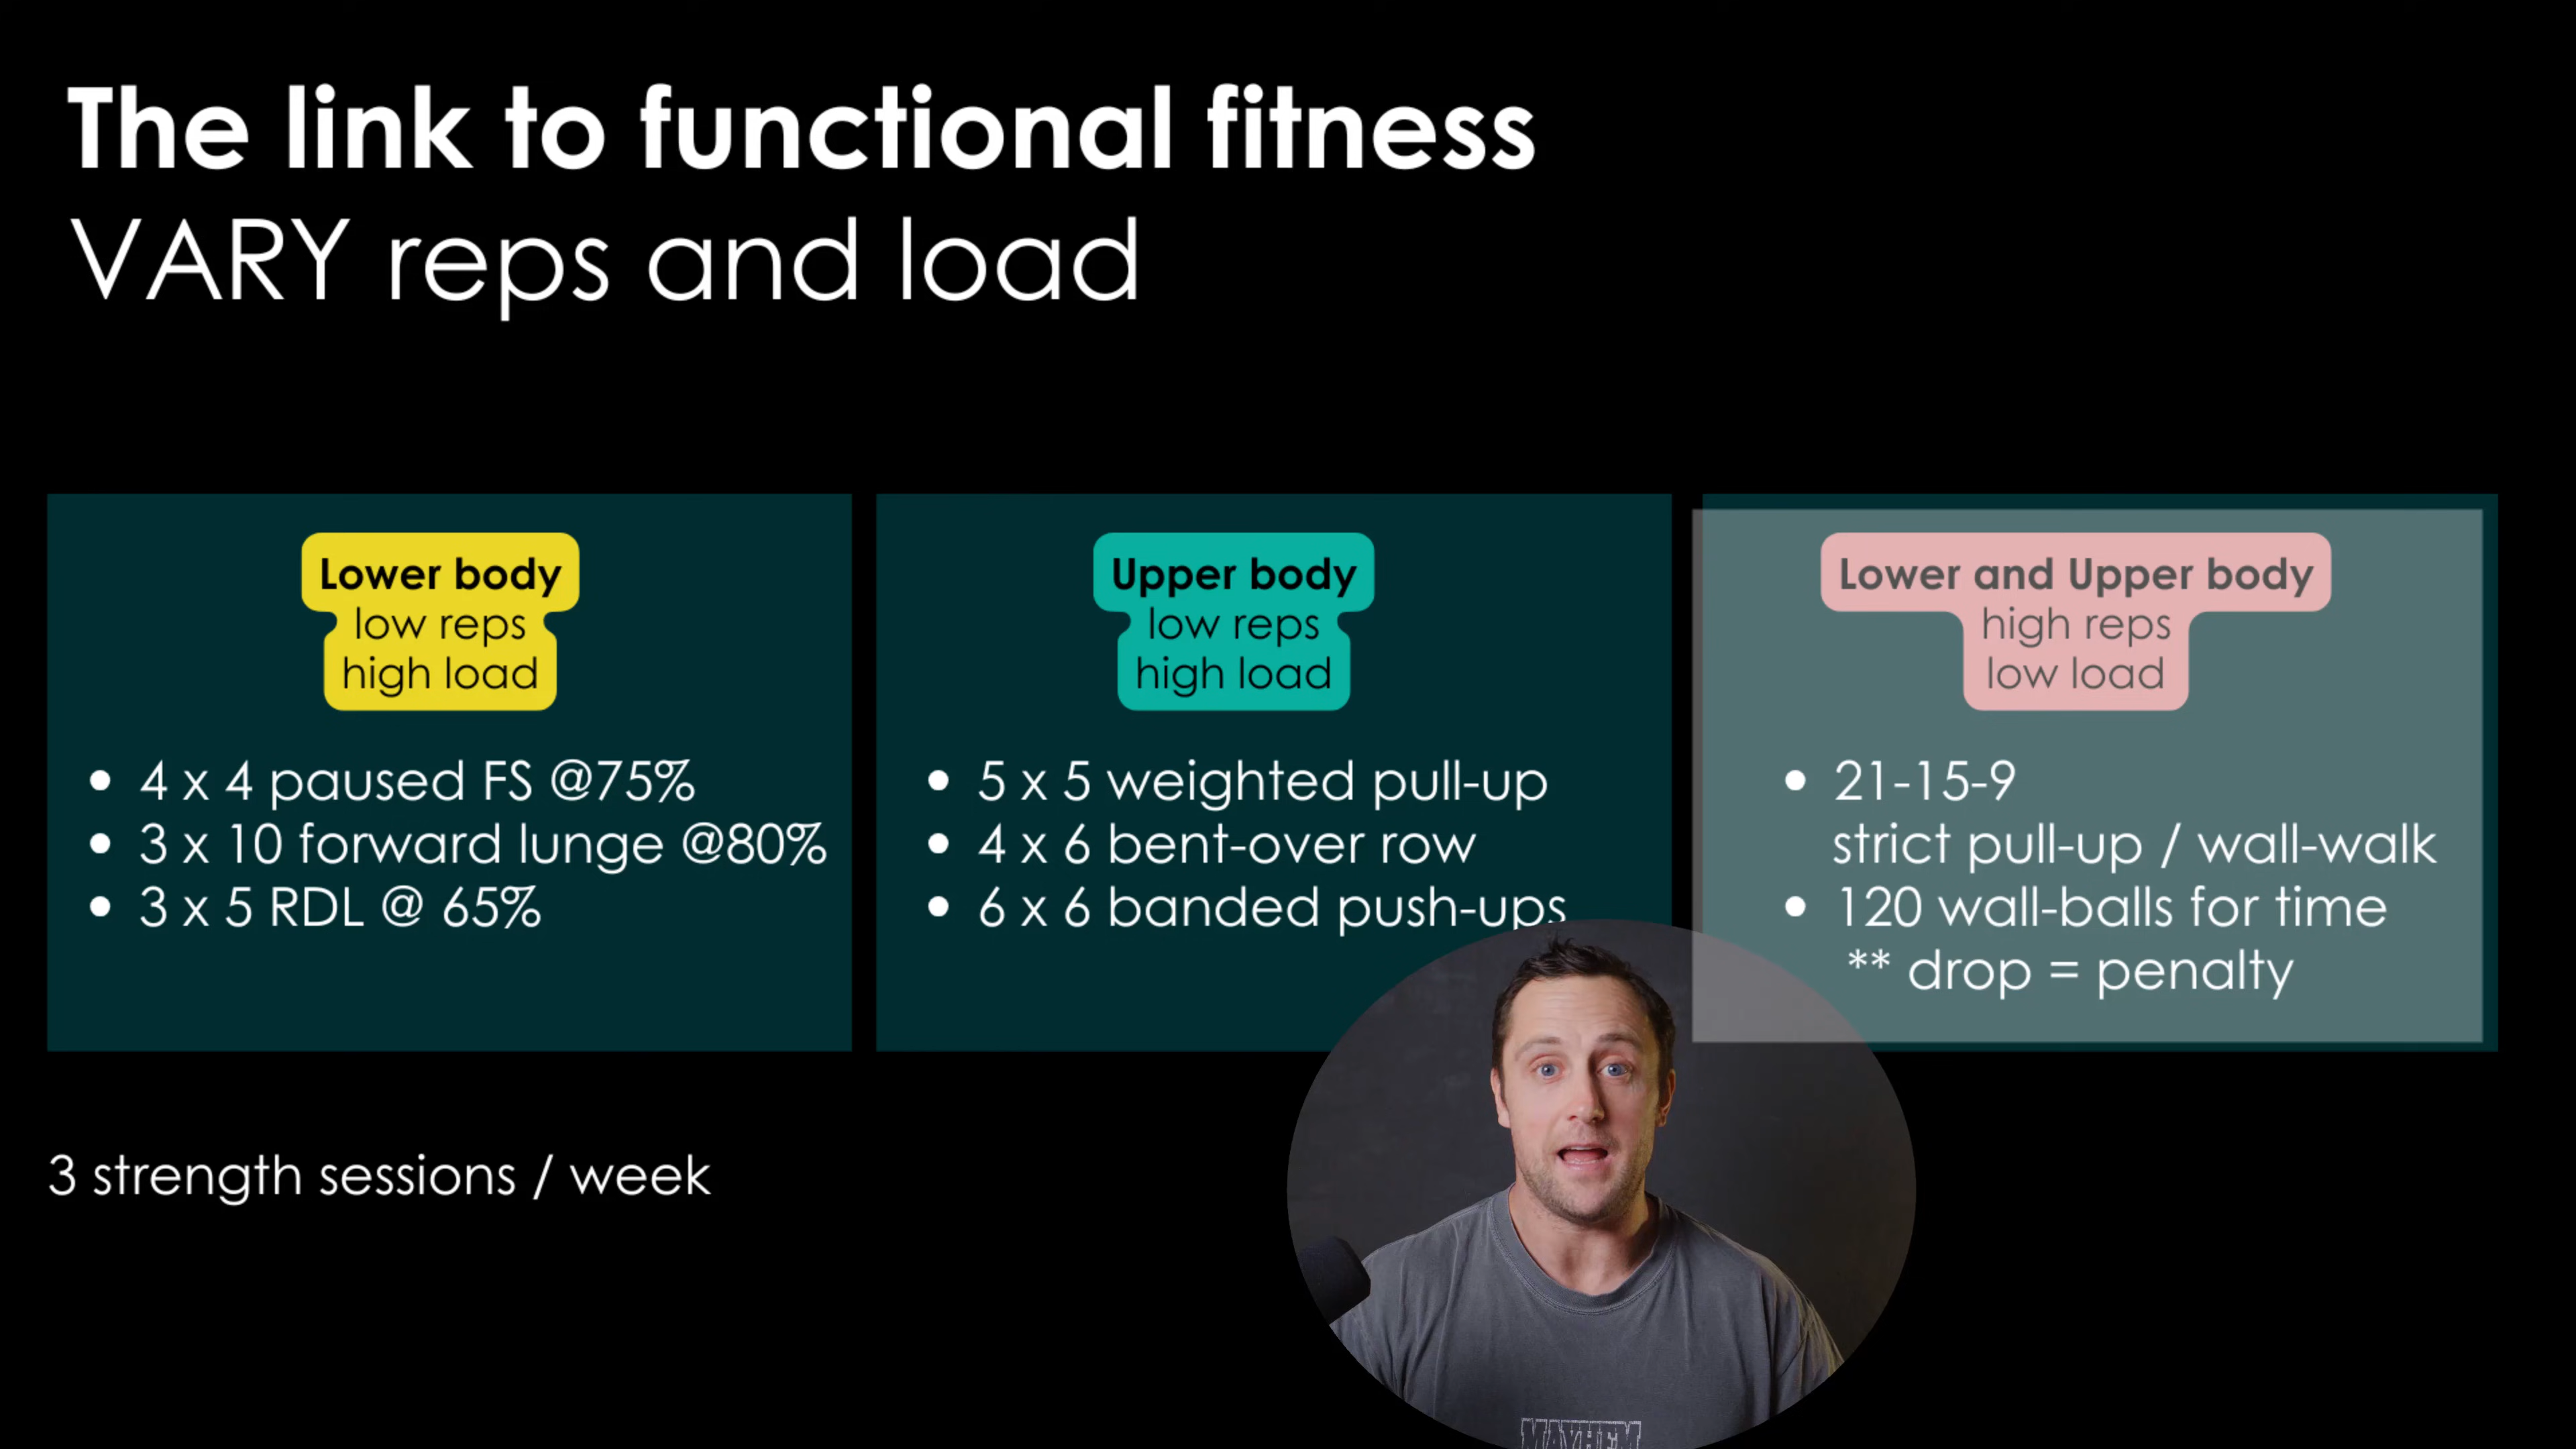 The link to functional fitness
VARY reps and load
Lower body
low reps
high load
• 4 x 4 paused FS @75%
• 3 x 10 forward lunge @80%
• 3 x 5 RDL @ 65%
Upper body
low reps
high load
• 5 x 5 weighted pull-up
• 4 x 6 bent-over row
• 6 x 6 banded push-ups
Lower and Upper body
high reps
low load
• 21-15-9
strict pull-up / wall-walk
• 120 wall-balls for time
** drop = penalty
3 strength sessions / week
MAYHEM